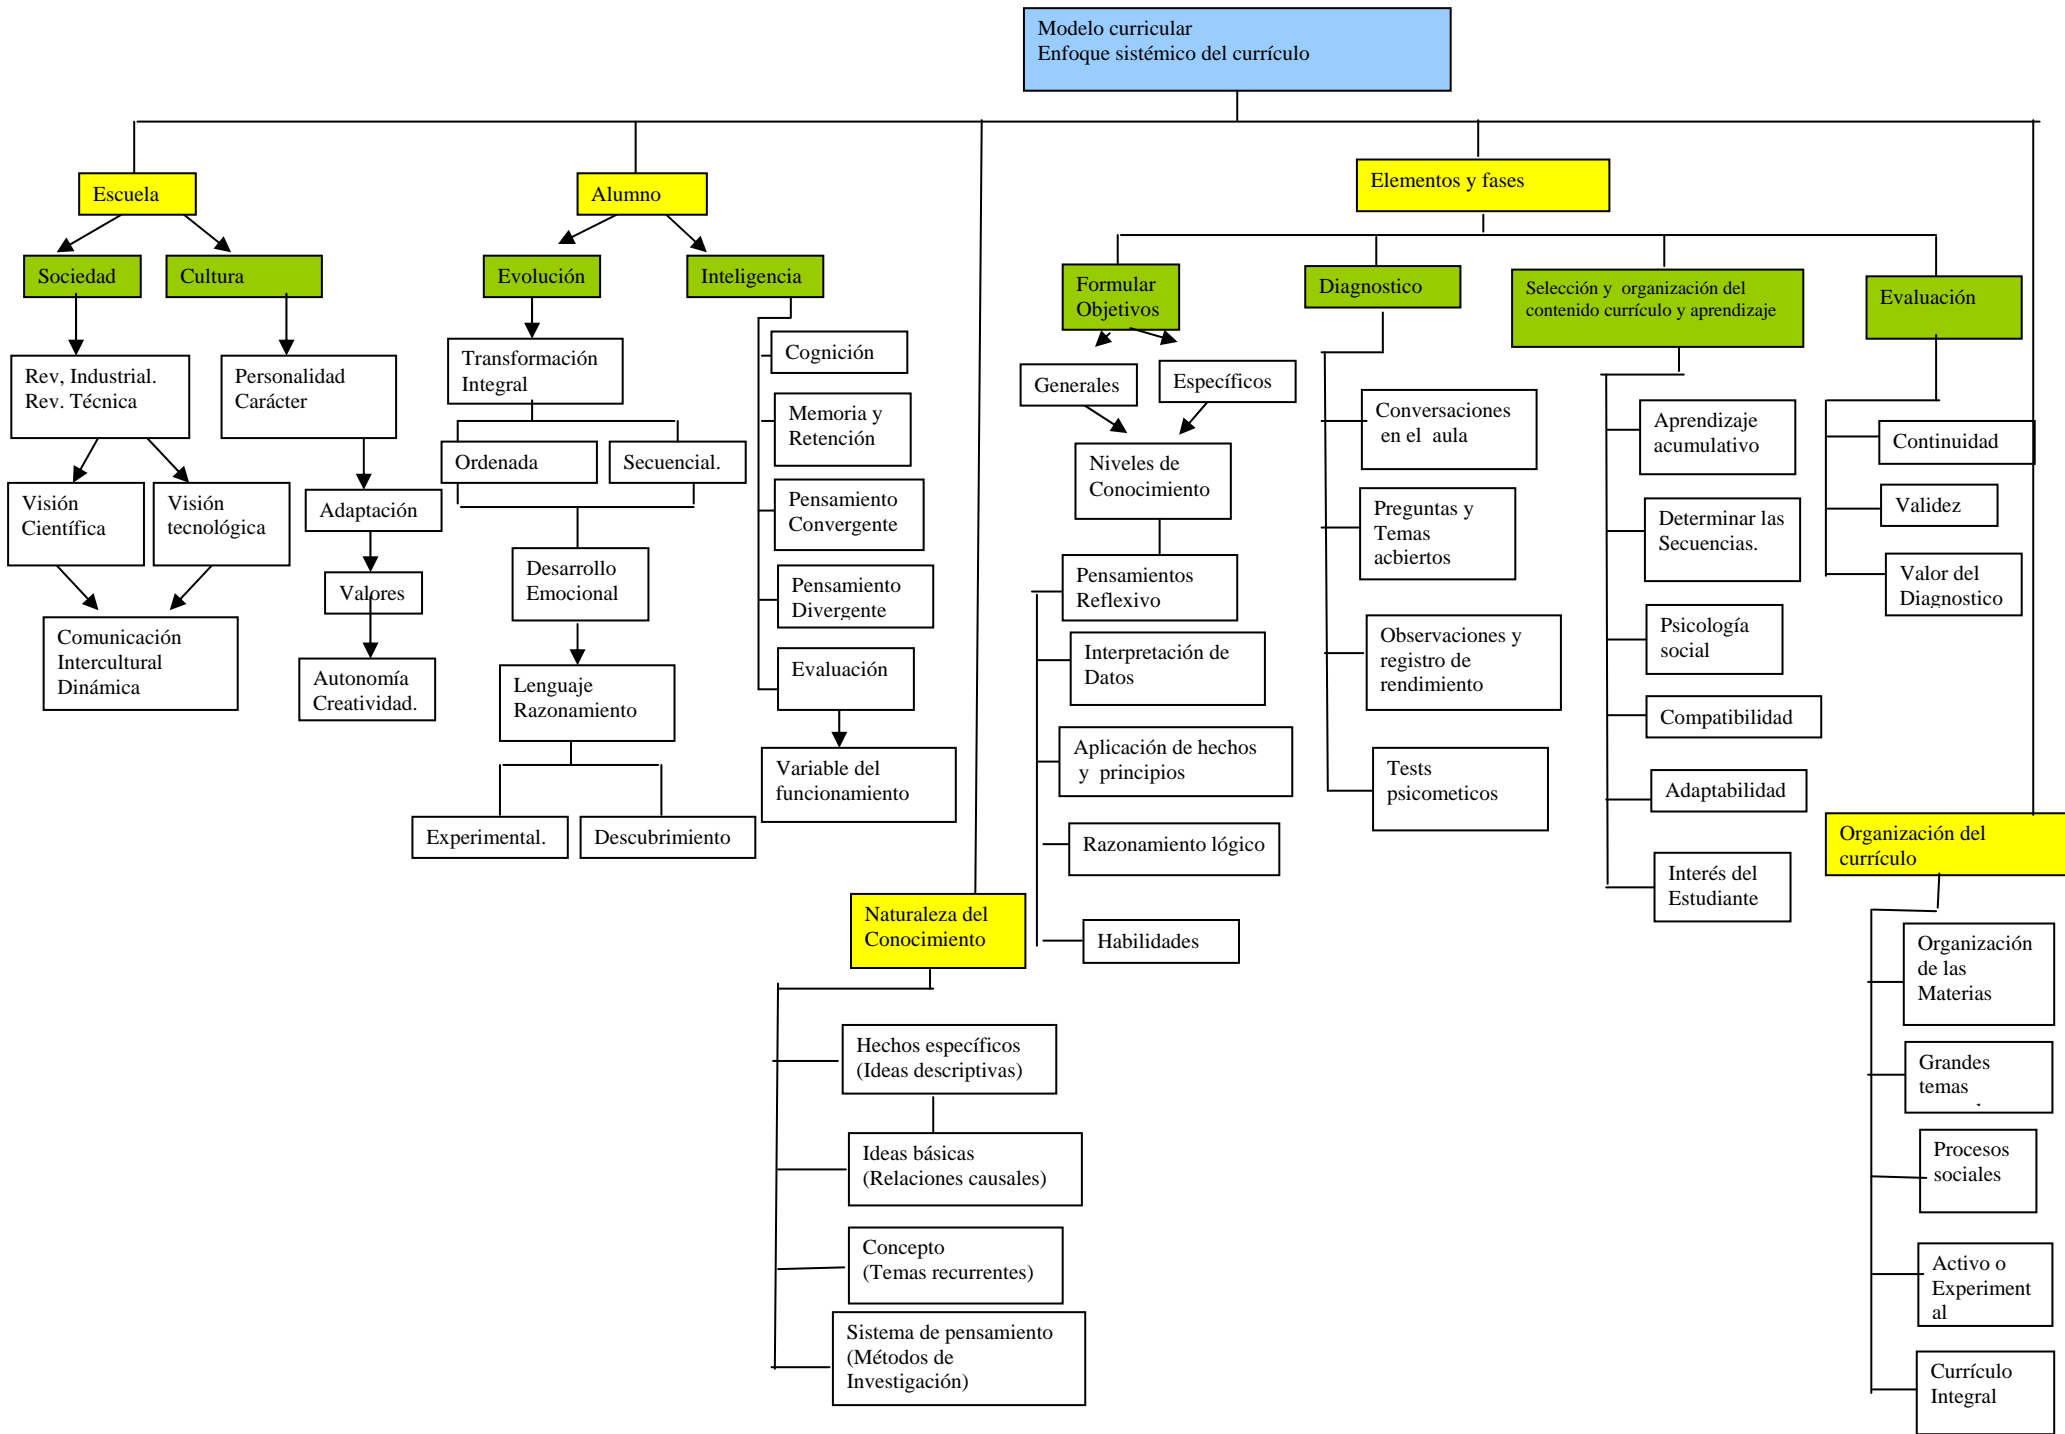 Modelo curricular
Enfoque sistémico del currículo
Escuela
Sociedad
Cultura
Rev, Industrial.
Rev. Técnica
Personalidad
Carácter
Visión
Científica
Visión
tecnológica
Adaptación
Valores
Comunicación
Intercultural
Dinámica
Autonomía
Creatividad.
Alumno
Evolución
Inteligencia
Transformación
Integral
Ordenada
Secuencial.
Desarrollo
Emocional
Lenguaje
Razonamiento
Experimental.
Descubrimiento
Cognición
Memoria y
Retención
Pensamiento
Convergente
Pensamiento
Divergente
Evaluación
Variable del
funcionamiento
Naturaleza del
Conocimiento
Hechos específicos
(Ideas descriptivas)
Ideas básicas
(Relaciones causales)
Concepto
(Temas recurrentes)
Sistema de pensamiento
(Métodos de
Investigación)
Elementos y fases
Formular
Objetivos
Generales
Específicos
Niveles de
Conocimiento
Pensamientos
Reflexivo
Interpretación de
Datos
Aplicación de hechos
y principios
Razonamiento lógico
Habilidades
Diagnostico
Conversaciones
en el aula
Preguntas y
Temas
acbiertos
Observaciones y
registro de
rendimiento
Tests
psicometicos
Selección y organización del
contenido currículo y aprendizaje
Aprendizaje
acumulativo
Determinar las
Secuencias.
Psicología
social
Compatibilidad
Adaptabilidad
Interés del
Estudiante
Evaluación
Continuidad
Validez
Valor del
Diagnostico
Organización del
currículo
Organización
de las
Materias
Grandes
temas
Procesos
sociales
Activo o
Experiment
al
Currículo
Integral